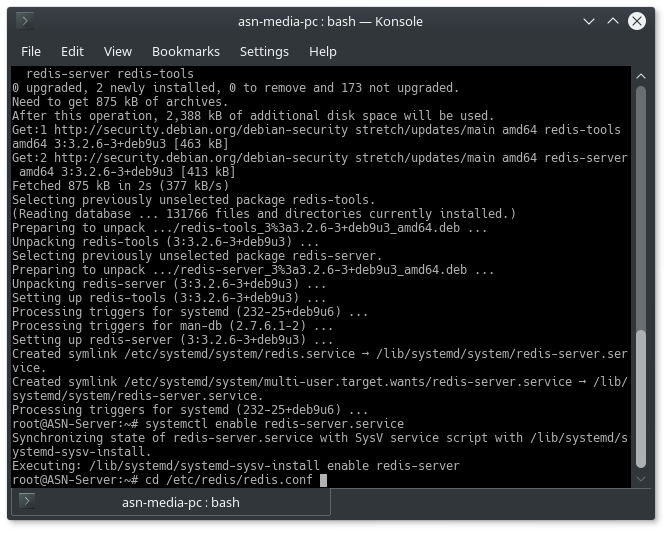 asn-media-pc : bash — Konsole
File Edit View Bookmarks Settings Help
redis-server redis-tools
0 upgraded, 2 newly installed, 0 to remove and 173 not upgraded.
Need to get 875 kB of archives.
After this operation, 2,388 kB of additional disk space will be used.
Get:1 http://security.debian.org/debian-security stretch/updates/main amd64 redis-tools
amd64 3:3.2.6-3+deb9u3 [463 kB]
Get:2 http://security.debian.org/debian-security stretch/updates/main amd64 redis-server
amd64 3:3.2.6-3+deb9u3 [413 kB]
Fetched 875 kB in 2s (377 kB/s)
Selecting previously unselected package redis-tools.
(Reading database ... 131766 files and directories currently installed.)
Preparing to unpack .../redis-tools_3%3a3.2.6-3+deb9u3_amd64.deb ...
Unpacking redis-tools (3:3.2.6-3+deb9u3) ...
Selecting previously unselected package redis-server.
Preparing to unpack .../redis-server_3%3a3.2.6-3+deb9u3_amd64.deb ...
Unpacking redis-server (3:3.2.6-3+deb9u3) ...
Setting up redis-tools (3:3.2.6-3+deb9u3) ...
Processing triggers for systemd (232-25+deb9u6) ...
Processing triggers for man-db (2.7.6.1-2) ...
Setting up redis-server (3:3.2.6-3+deb9u3) ...
Created symlink /etc/systemd/system/redis.service → /lib/systemd/system/redis-server.ser
vice.
Created symlink /etc/systemd/system/multi-user.target.wants/redis-server.service → /lib/
systemd/system/redis-server.service.
Processing triggers for systemd (232-25+deb9u6) ...
root@ASN-Server:~# systemctl enable redis-server.service
Synchronizing state of redis-server.service with SysV service script with /lib/systemd/s
ystemd-sysv-install.
Executing: /lib/systemd/systemd-sysv-install enable redis-server
root@ASN-Server:~# cd /etc/redis/redis.conf
asn-media-pc : bash